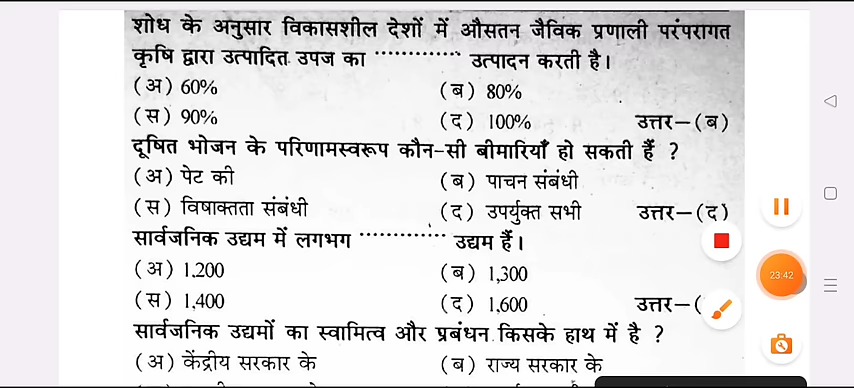 शोध के अनुसार विकासशील देशों में औसतन जैविक प्रणाली परंपरागत
कृषि द्वारा उत्पादित उपज का ............ उत्पादन करती है।
(अ) 60% (ब) 80%
(स) 90% (द) 100% उत्तर–(ब)
दूषित भोजन के परिणामस्वरूप कौन-सी बीमारियाँ हो सकती हैं ?
(अ) पेट की (ब) पाचन संबंधी
(स) विषाक्तता संबंधी (द) उपर्युक्त सभी उत्तर–(द)
सार्वजनिक उद्यम में लगभग ............ उद्यम हैं।
(अ) 1,200 (ब) 1,300
(स) 1,400 (द) 1,600 उत्तर–(
23:42
सार्वजनिक उद्यमों का स्वामित्व और प्रबंधन किसके हाथ में है ?
(अ) केंद्रीय सरकार के (ब) राज्य सरकार के